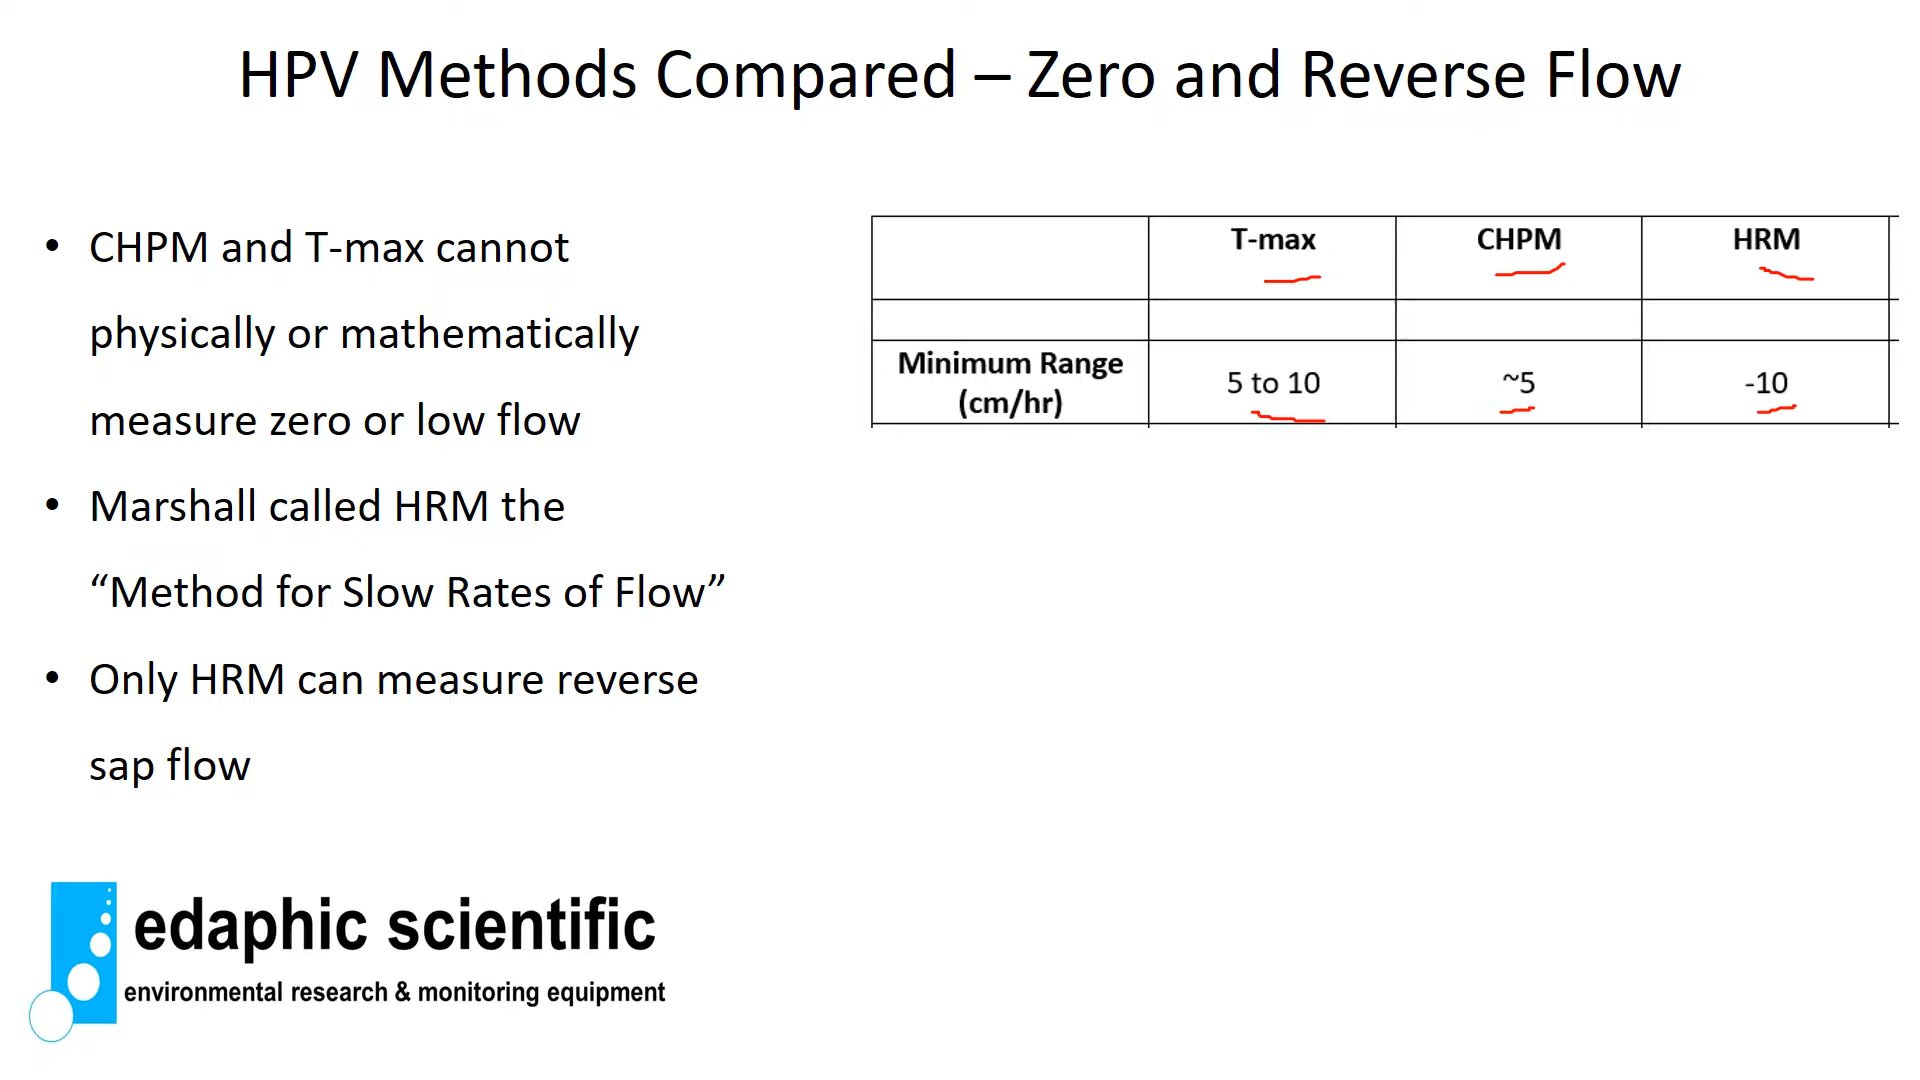 HPV Methods Compared – Zero and Reverse Flow
• CHPM and T-max cannot
physically or mathematically
measure zero or low flow
• Marshall called HRM the
“Method for Slow Rates of Flow”
• Only HRM can measure reverse
sap flow
T-max CHPM HRM
Minimum Range
(cm/hr) 5 to 10 ~5 -10
edaphic scientific
environmental research & monitoring equipment